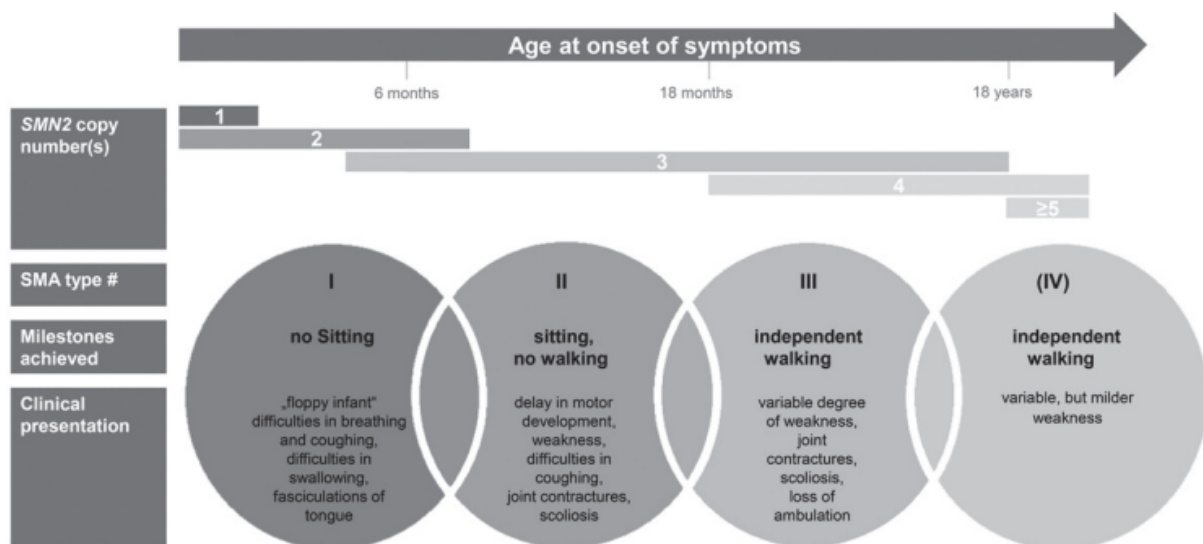 Age at onset of symptoms
6 months
18 months
18 years
SMN2 copy
number(s)
1
2
3
4
≥5
SMA type #
I
II
III
(IV)
Milestones
achieved
no Sitting
sitting,
no walking
independent
walking
independent
walking
Clinical
presentation
„floppy infant“
difficulties in breathing
and coughing,
difficulties in
swallowing,
fasciculations of
tongue
delay in motor
development,
weakness,
difficulties in
coughing,
joint contractures,
scoliosis
variable degree
of weakness,
joint
contractures,
scoliosis,
loss of
ambulation
variable, but milder
weakness